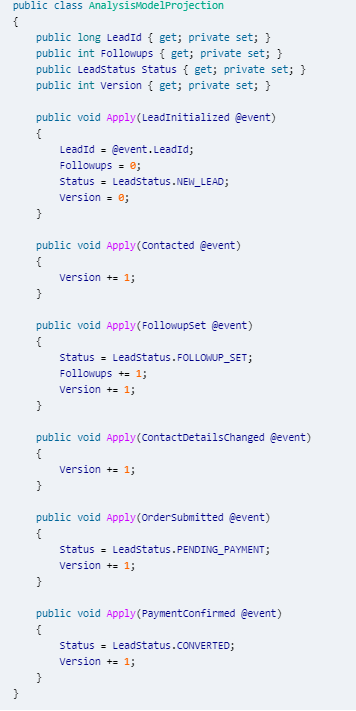 public class AnalysisModelProjection
{
    public long LeadId { get; private set; }
    public int Followups { get; private set; }
    public LeadStatus Status { get; private set; }
    public int Version { get; private set; }

    public void Apply(LeadInitialized @event)
    {
        LeadId = @event.LeadId;
        Followups = 0;
        Status = LeadStatus.NEW_LEAD;
        Version = 0;
    }

    public void Apply(Contacted @event)
    {
        Version += 1;
    }

    public void Apply(FollowupSet @event)
    {
        Status = LeadStatus.FOLLOWUP_SET;
        Followups += 1;
        Version += 1;
    }

    public void Apply(ContactDetailsChanged @event)
    {
        Version += 1;
    }

    public void Apply(OrderSubmitted @event)
    {
        Status = LeadStatus.PENDING_PAYMENT;
        Version += 1;
    }

    public void Apply(PaymentConfirmed @event)
    {
        Status = LeadStatus.CONVERTED;
        Version += 1;
    }
}